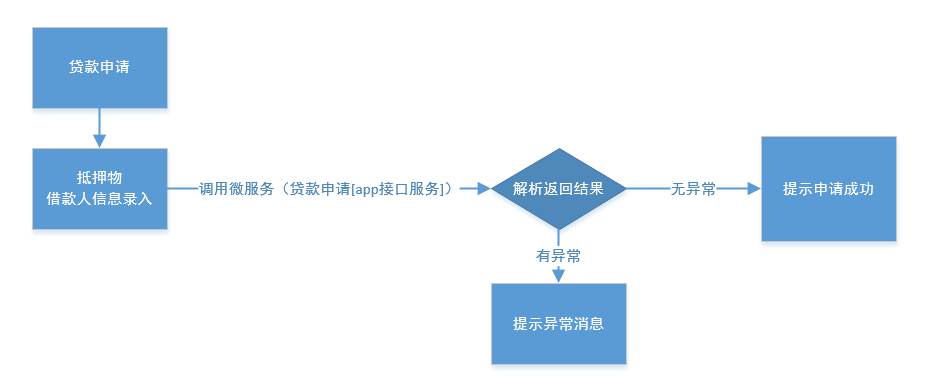 贷款申请
抵押物
借款人信息录入
调用微服务（贷款申请[app接口服务]）
解析返回结果
无异常
提示申请成功
有异常
提示异常消息